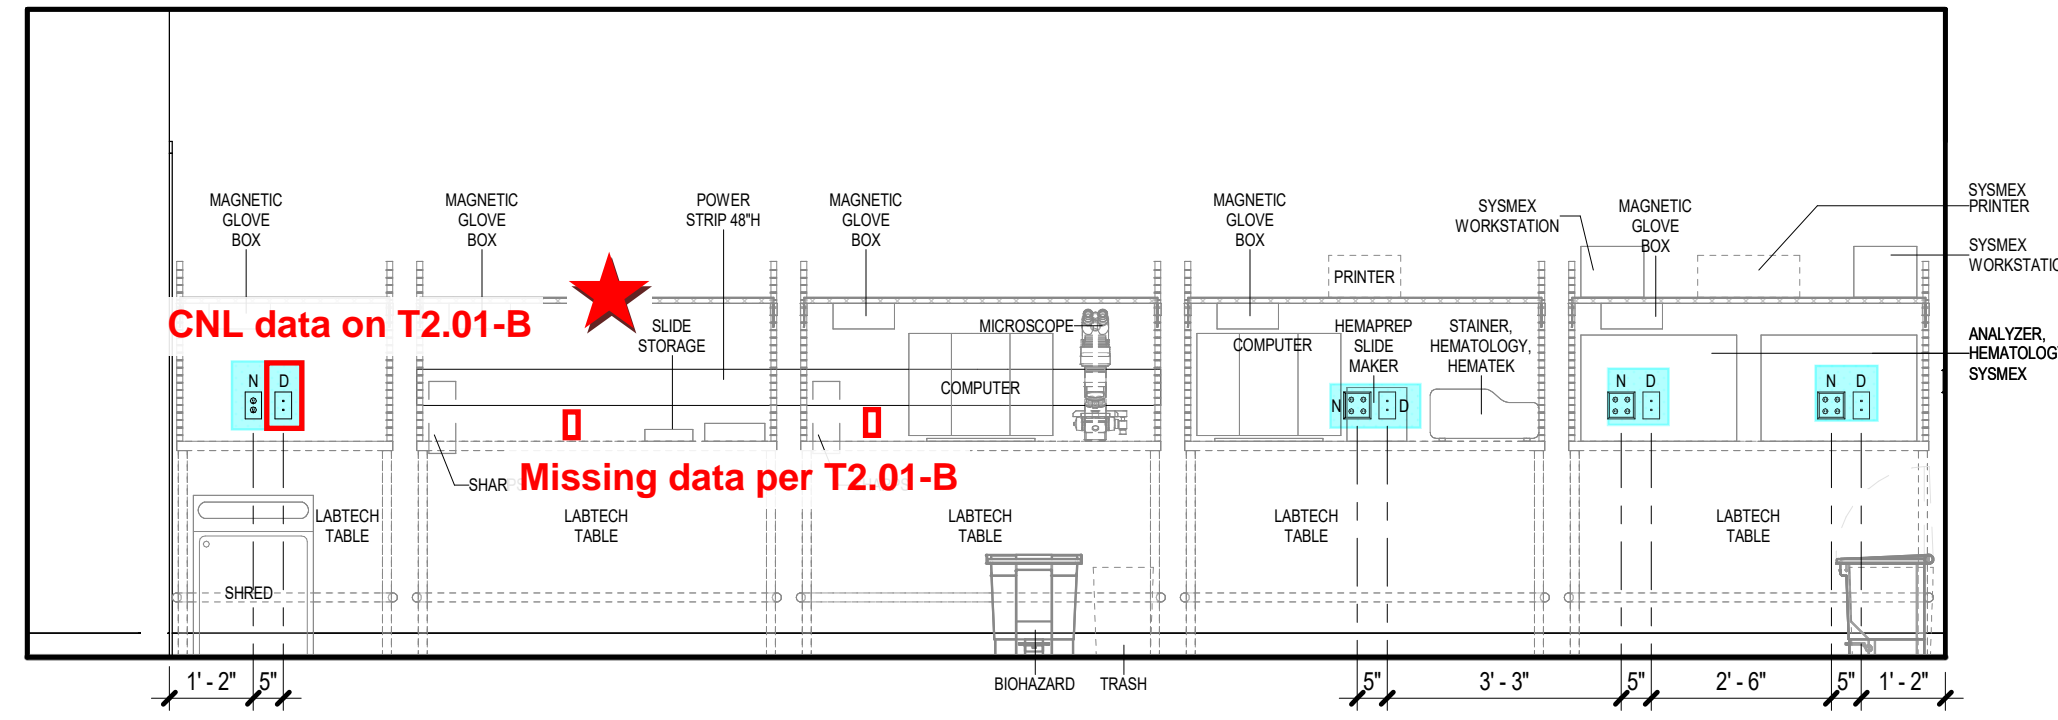 MAGNETIC
GLOVE
BOX
MAGNETIC
GLOVE
BOX
POWER
STRIP 48"H
MAGNETIC
GLOVE
BOX
MAGNETIC
GLOVE
BOX
SYSMEX
WORKSTATION
MAGNETIC
GLOVE
BOX
SYSMEX
PRINTER
SYSMEX
WORKSTATIO
PRINTER
CNL data on T2.01-B
SLIDE
STORAGE
MICROSCOPE
COMPUTER
HEMAPREP
SLIDE
MAKER
STAINER,
HEMATOLOGY,
HEMATEK
ANALYZER,
HEMATOLOGY
SYSMEX
N D
COMPUTER
N D
N D
N D
SHAR
Missing data per T2.01-B
LABTECH
TABLE
LABTECH
TABLE
LABTECH
TABLE
LABTECH
TABLE
LABTECH
TABLE
SHRED
BIOHAZARD
TRASH
1' - 2"
5"
5"
3' - 3"
5"
2' - 6"
5"
1' - 2"